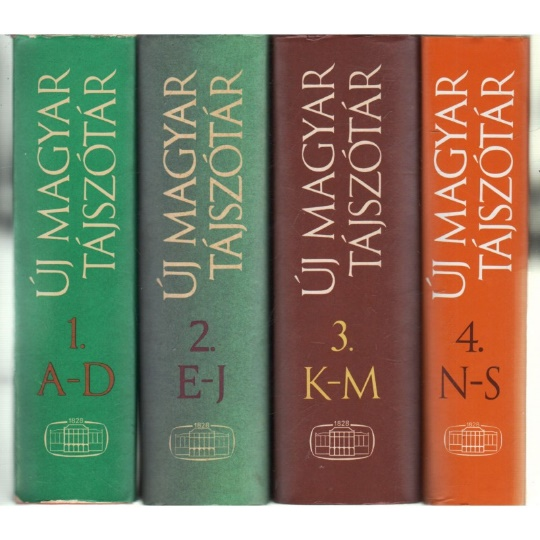 ÚJ MAGYAR
TÁJSZÓTÁR
1.
A-D
1828
ÚJ MAGYAR
TÁJSZÓTÁR
2.
E-J
1828
ÚJ MAGYAR
TÁJSZÓTÁR
3.
K-M
1828
ÚJ MAGYAR
TÁJSZÓTÁR
4.
N-S
1828